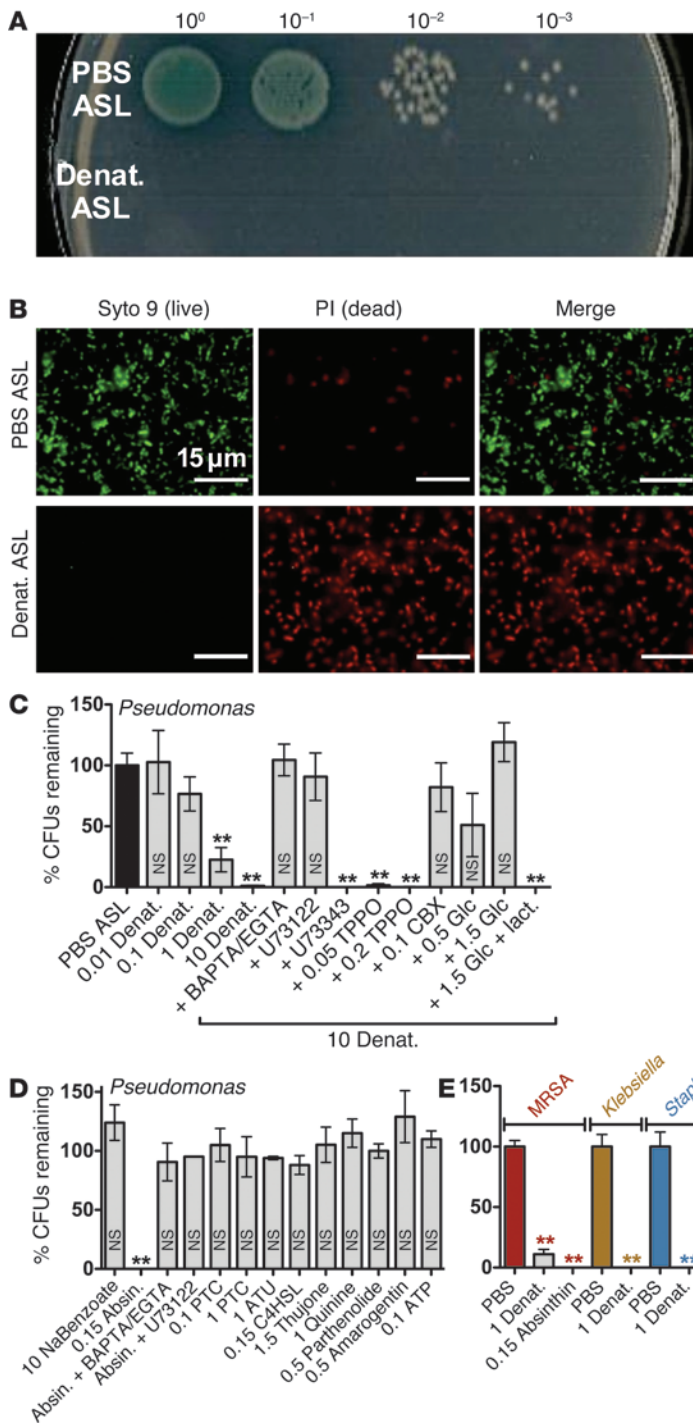 A
10⁰ 10⁻¹ 10⁻² 10⁻³
PBS
ASL
Denat.
ASL
B
Syto 9 (live) PI (dead) Merge
PBS ASL
15 µm
Denat. ASL
C
Pseudomonas
% CFUs remaining
150
100
50
0
NS NS ** ** NS NS ** ** ** NS NS NS **
PBS ASL
0.01 Denat.
0.1 Denat.
1 Denat.
10 Denat.
+ BAPTA/EGTA
+ U73122
+ U73343
+ 0.05 TPPO
+ 0.2 TPPO
+ 0.1 CBX
+ 0.5 Glc
+ 1.5 Glc
+ 1.5 Glc + lact.
10 Denat.
D
Pseudomonas
% CFUs remaining
150
100
50
0
NS ** NS NS NS NS NS NS NS NS NS NS NS
10 NaBenzoate
0.15 Absin.
Absin. + BAPTA/EGTA
Absin. + U73122
0.1 PTC
1 PTC
1 ATU
0.15 C4HSL
1.5 Thujone
1 Quinine
0.5 Parthenolide
0.5 Amarogentin
0.1 ATP
E
MRSA Klebsiella Stap
150
100
50
0
** ** ** **
PBS
1 Denat.
0.15 Absinthin
PBS
1 Denat.
PBS
1 Denat.